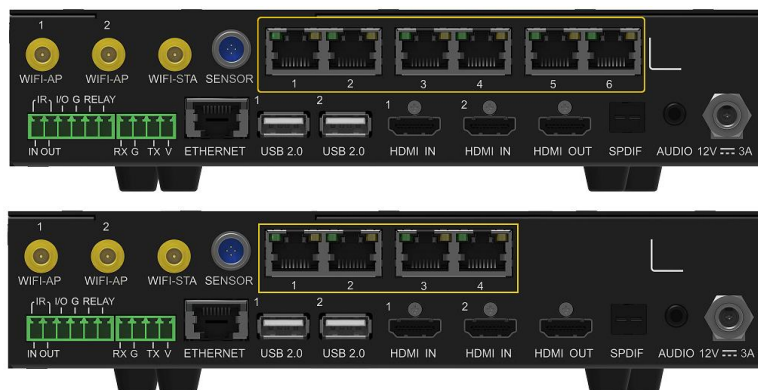 1 2
WIFI-AP WIFI-AP WIFI-STA SENSOR 1 2 3 4 5 6
IR I/O G RELAY 1 2 1 2
IN OUT RX G TX V ETHERNET USB 2.0 USB 2.0 HDMI IN HDMI IN HDMI OUT SPDIF AUDIO 12V 3A
1 2
WIFI-AP WIFI-AP WIFI-STA SENSOR 1 2 3 4
IR I/O G RELAY 1 2 1 2
IN OUT RX G TX V ETHERNET USB 2.0 USB 2.0 HDMI IN HDMI IN HDMI OUT SPDIF AUDIO 12V 3A